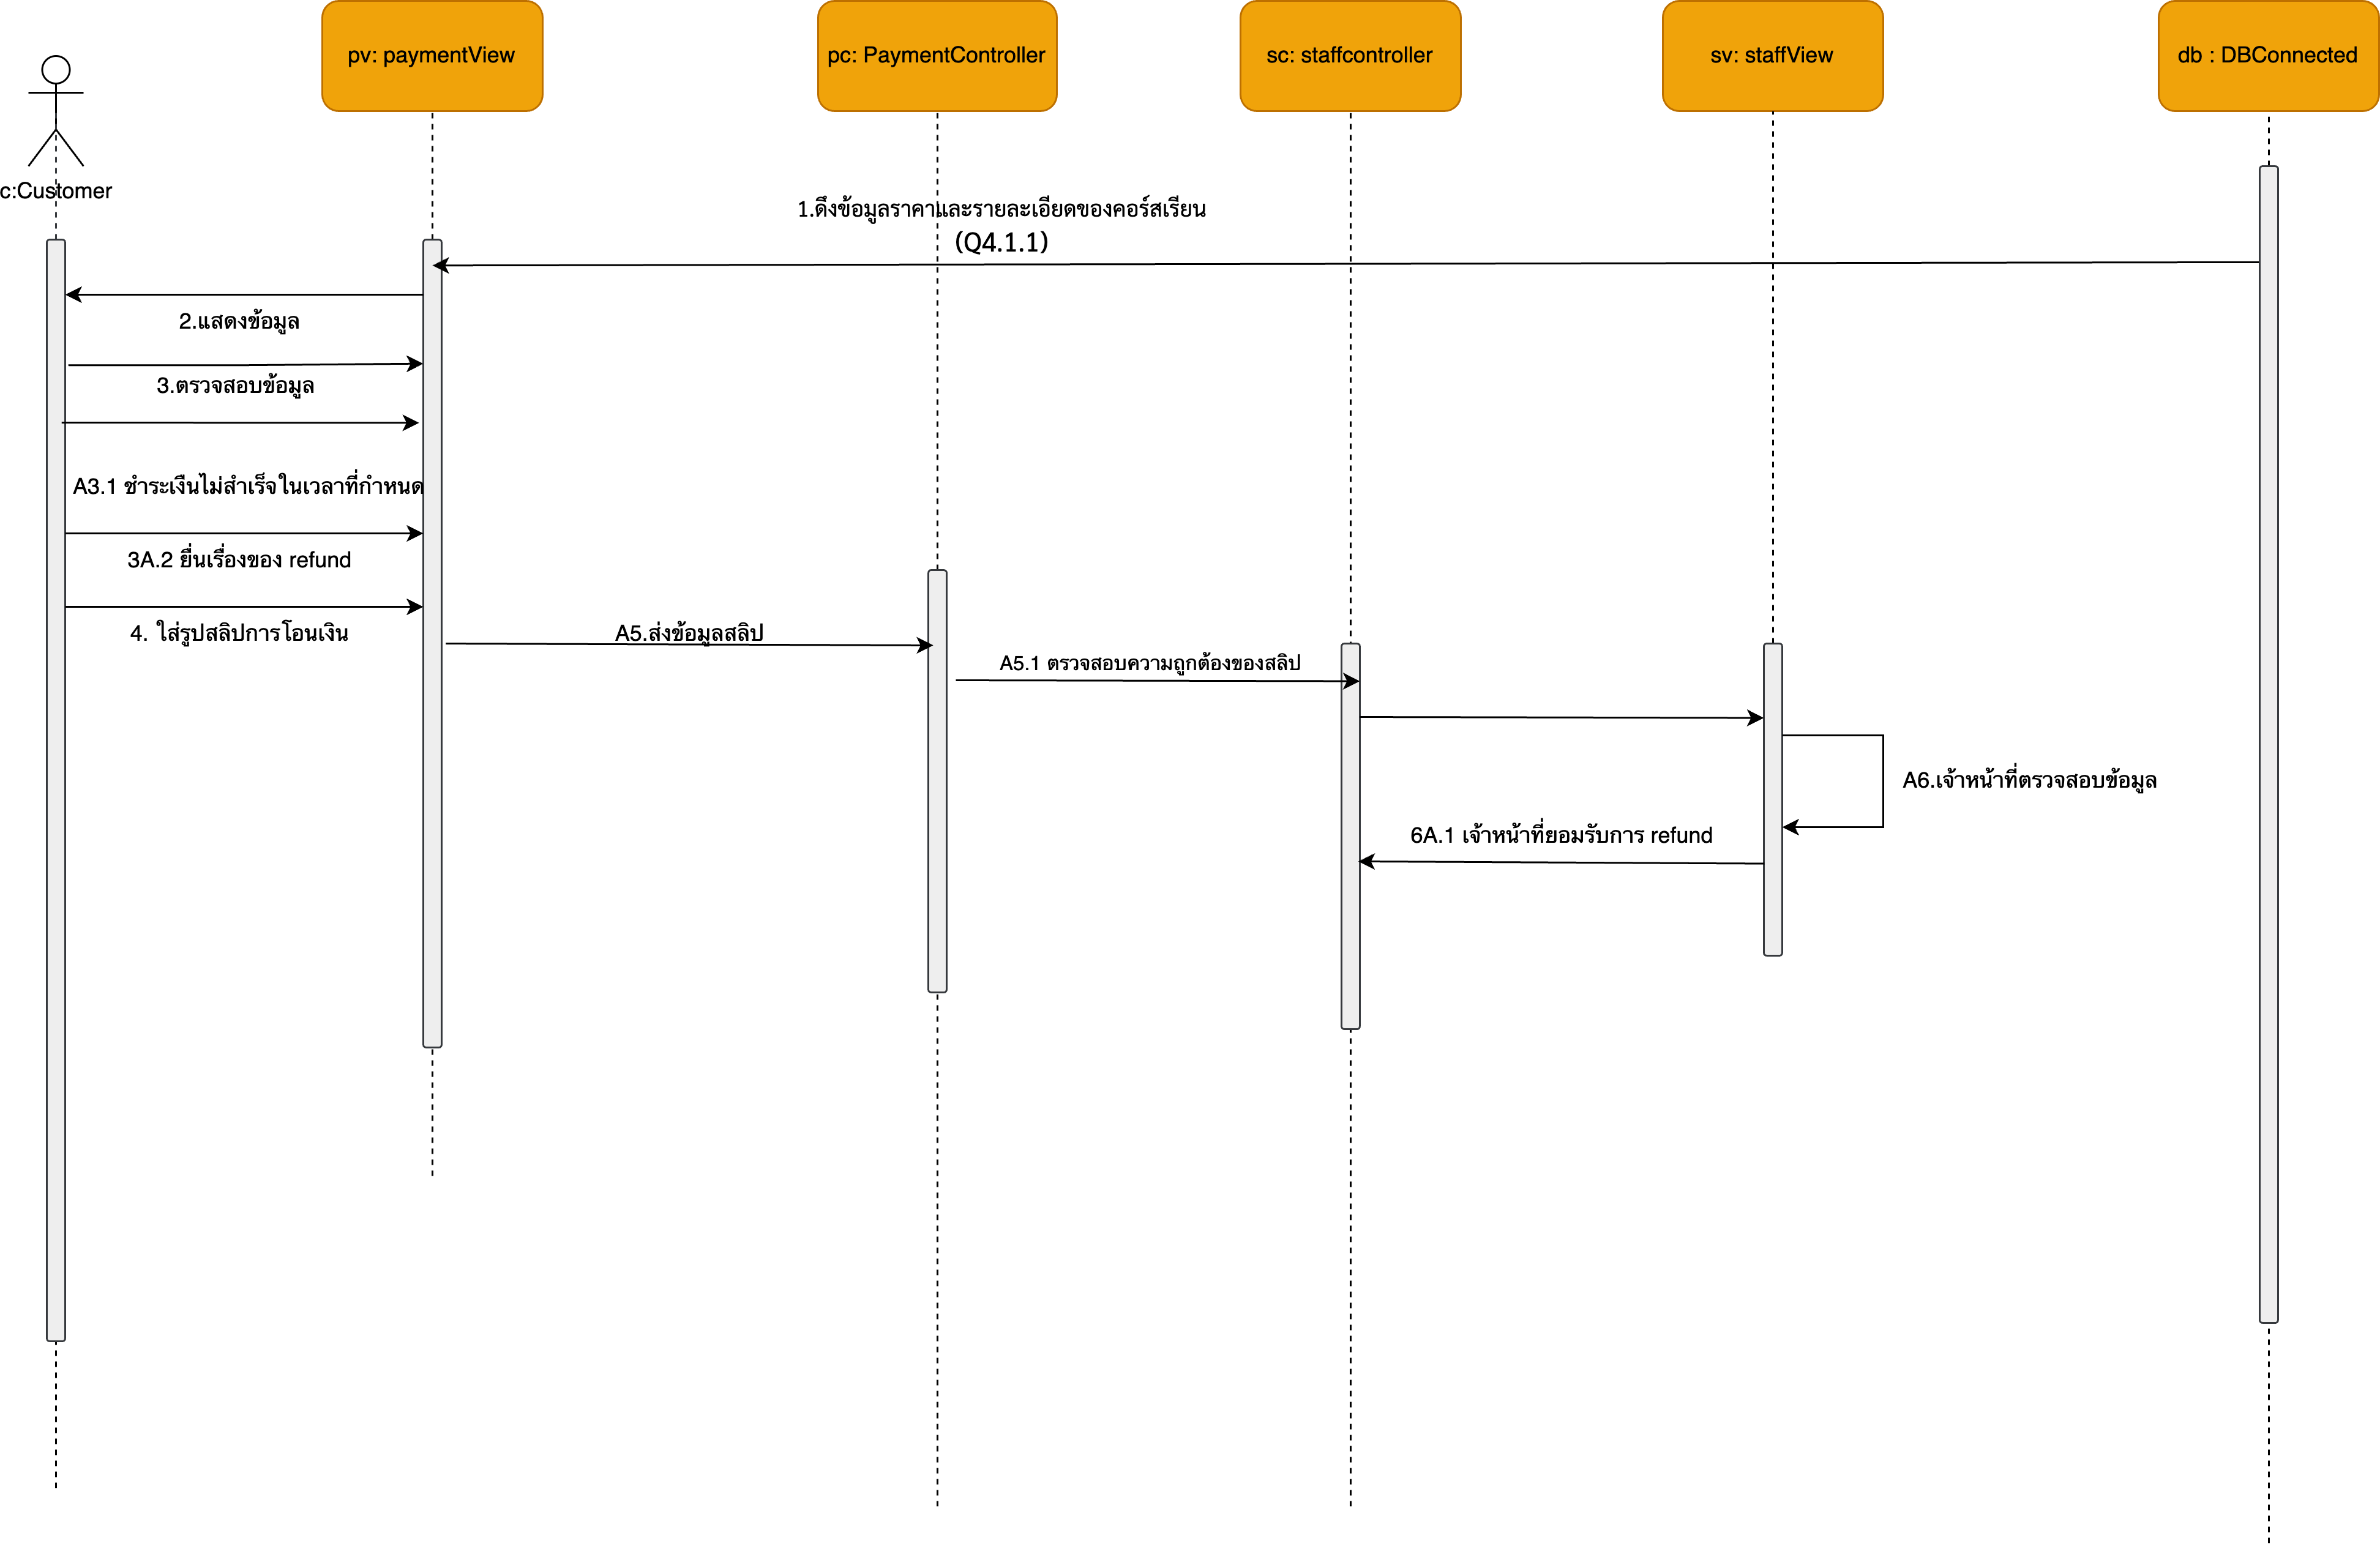 pv: paymentView
pc: PaymentController
sc: staffcontroller
sv: staffView
db : DBConnected
c:Customer
1.ดึงข้อมูลราคาและรายละเอียดของคอร์สเรียน
(Q4.1.1)
2.แสดงข้อมูล
3.ตรวจสอบข้อมูล
A3.1 ชำระเงืนไม่สำเร็จในเวลาที่กำหนด
3A.2 ยื่นเรื่องของ refund
4. ใส่รูปสลิปการโอนเงิน
A5.ส่งข้อมูลสลิป
A5.1 ตรวจสอบความถูกต้องของสลิป
A6.เจ้าหน้าที่ตรวจสอบข้อมูล
6A.1 เจ้าหน้าที่ยอมรับการ refund